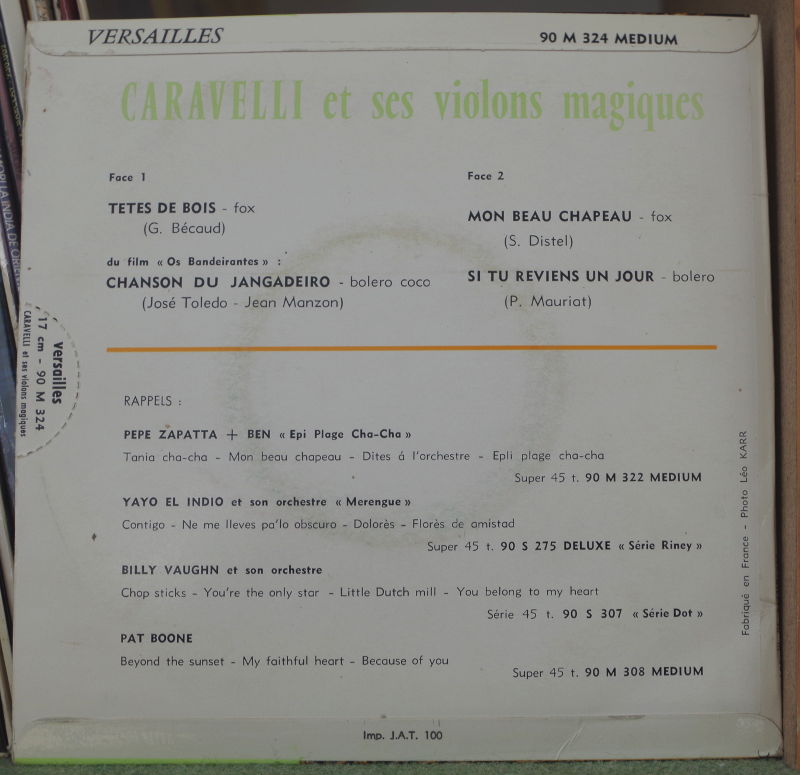 VERSAILLES
90 M 324 MEDIUM
CARAVELLI et ses violons magiques
Face 1
TETES DE BOIS - fox
(G. Bécaud)
du film « Os Bandeirantes » :
CHANSON DU JANGADEIRO - bolero coco
(José Toledo - Jean Manzon)
Face 2
MON BEAU CHAPEAU - fox
(S. Distel)
SI TU REVIENS UN JOUR - bolero
(P. Mauriat)
versailles
17 cm - 90 M 324
CARAVELLI et ses violons magiques
RAPPELS :
PEPE ZAPATTA + BEN « Epi Plage Cha-Cha »
Tania cha-cha - Mon beau chapeau - Dites á l'orchestre - Epli plage cha-cha
Super 45 t. 90 M 322 MEDIUM
YAYO EL INDIO et son orchestre « Merengue »
Contigo - Ne me lleves pa'lo obscuro - Dolorès - Florès de amistad
Super 45 t. 90 S 275 DELUXE « Série Riney »
BILLY VAUGHN et son orchestre
Chop sticks - You're the only star - Little Dutch mill - You belong to my heart
Série 45 t. 90 S 307 « Série Dot »
PAT BOONE
Beyond the sunset - My faithful heart - Because of you
Super 45 t. 90 M 308 MEDIUM
Fabriqué en France - Photo Léo KARR
Imp. J.A.T. 100